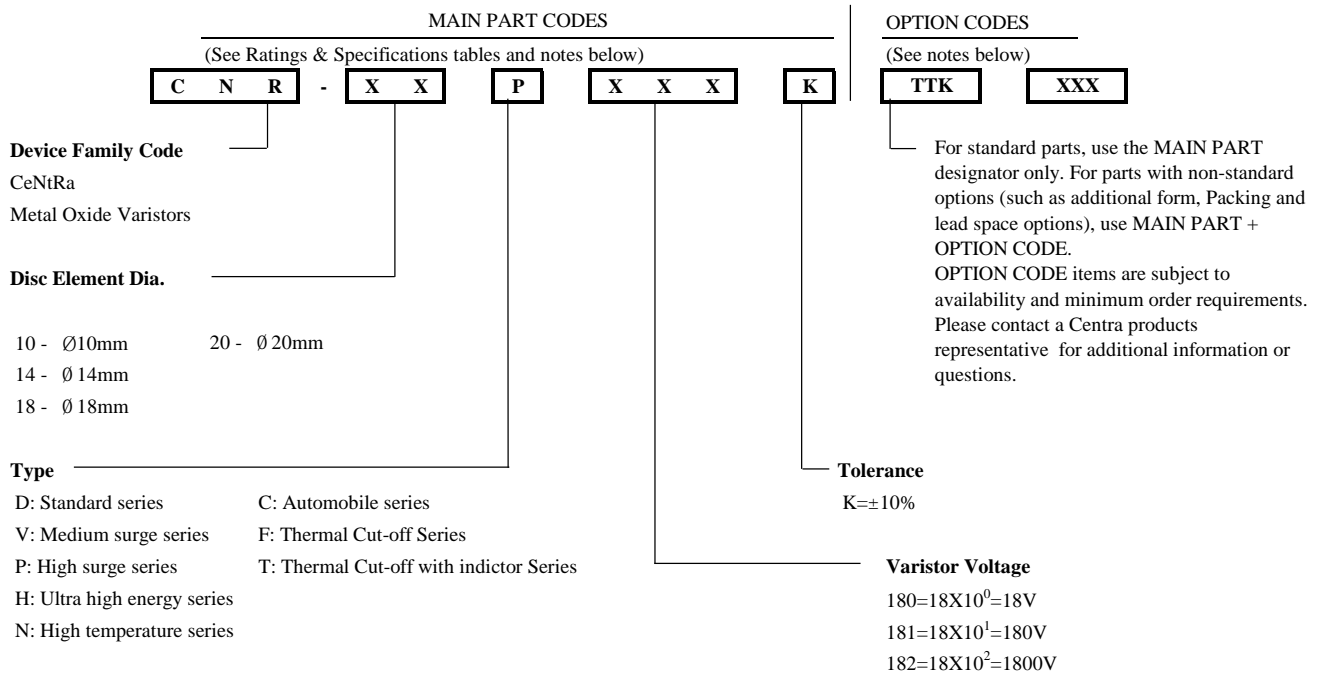 MAIN PART CODES
OPTION CODES
(See Ratings & Specifications tables and notes below)
(See notes below)
C N R - X X P X X X K TTK XXX
Device Family Code
CeNtRa
Metal Oxide Varistors
For standard parts, use the MAIN PART
designator only. For parts with non-standard
options (such as additional form, Packing and
lead space options), use MAIN PART +
OPTION CODE.
OPTION CODE items are subject to
availability and minimum order requirements.
Please contact a Centra products
representative for additional information or
questions.
Disc Element Dia.
10 - Ø10mm
20 - Ø 20mm
14 - Ø 14mm
18 - Ø 18mm
Type
D: Standard series
C: Automobile series
V: Medium surge series
F: Thermal Cut-off Series
P: High surge series
T: Thermal Cut-off with indictor Series
H: Ultra high energy series
N: High temperature series
Tolerance
K=±10%
Varistor Voltage
180=18X10⁰=18V
181=18X10¹=180V
182=18X10²=1800V